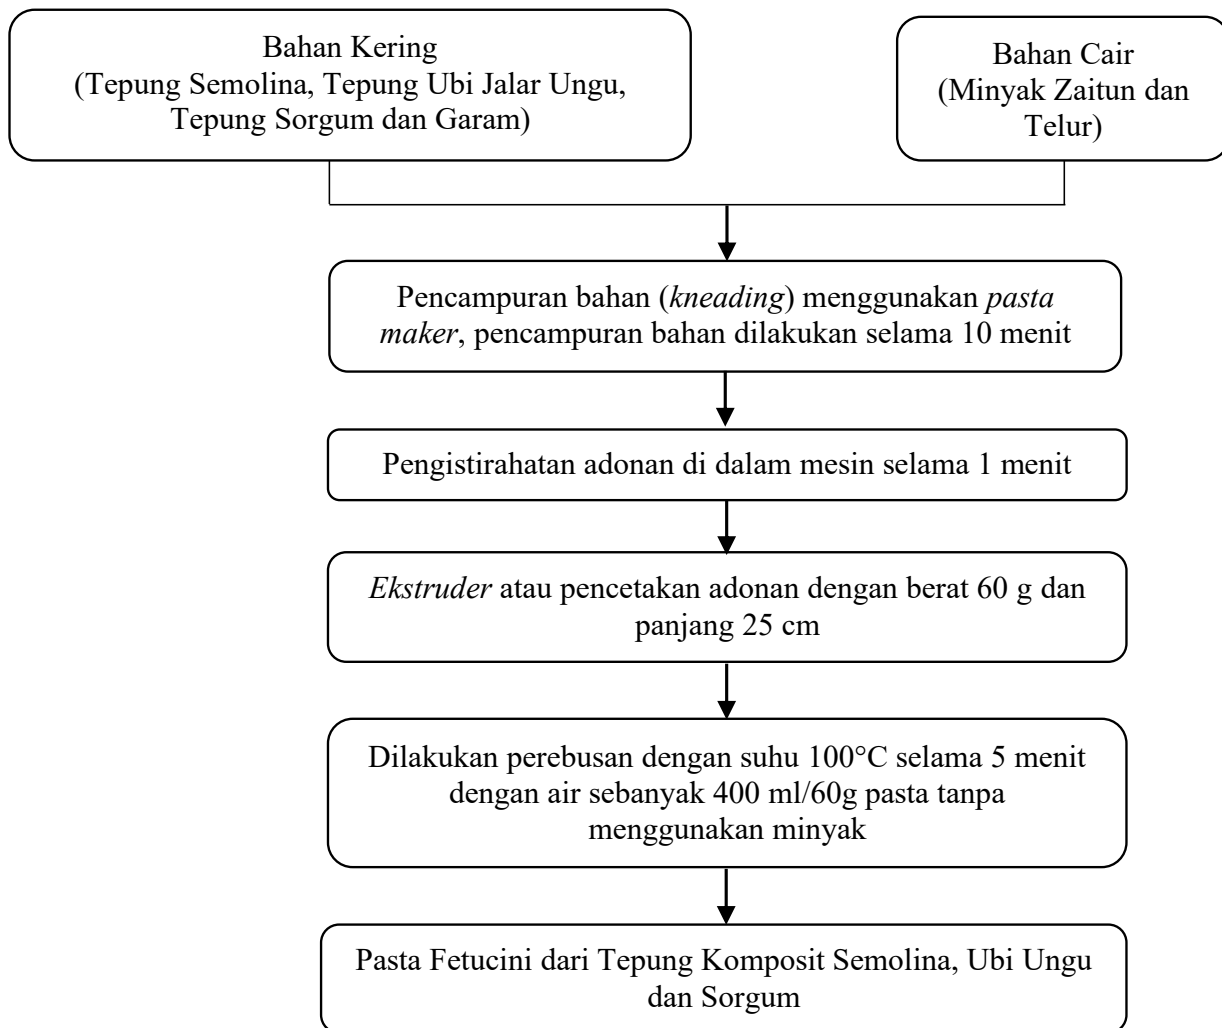 Bahan Kering
(Tepung Semolina, Tepung Ubi Jalar Ungu,
Tepung Sorgum dan Garam)
Bahan Cair
(Minyak Zaitun dan
Telur)
Pencampuran bahan (kneading) menggunakan pasta
maker, pencampuran bahan dilakukan selama 10 menit
Pengistirahatan adonan di dalam mesin selama 1 menit
Ekstruder atau pencetakan adonan dengan berat 60 g dan
panjang 25 cm
Dilakukan perebusan dengan suhu 100°C selama 5 menit
dengan air sebanyak 400 ml/60g pasta tanpa
menggunakan minyak
Pasta Fetucini dari Tepung Komposit Semolina, Ubi Ungu
dan Sorgum